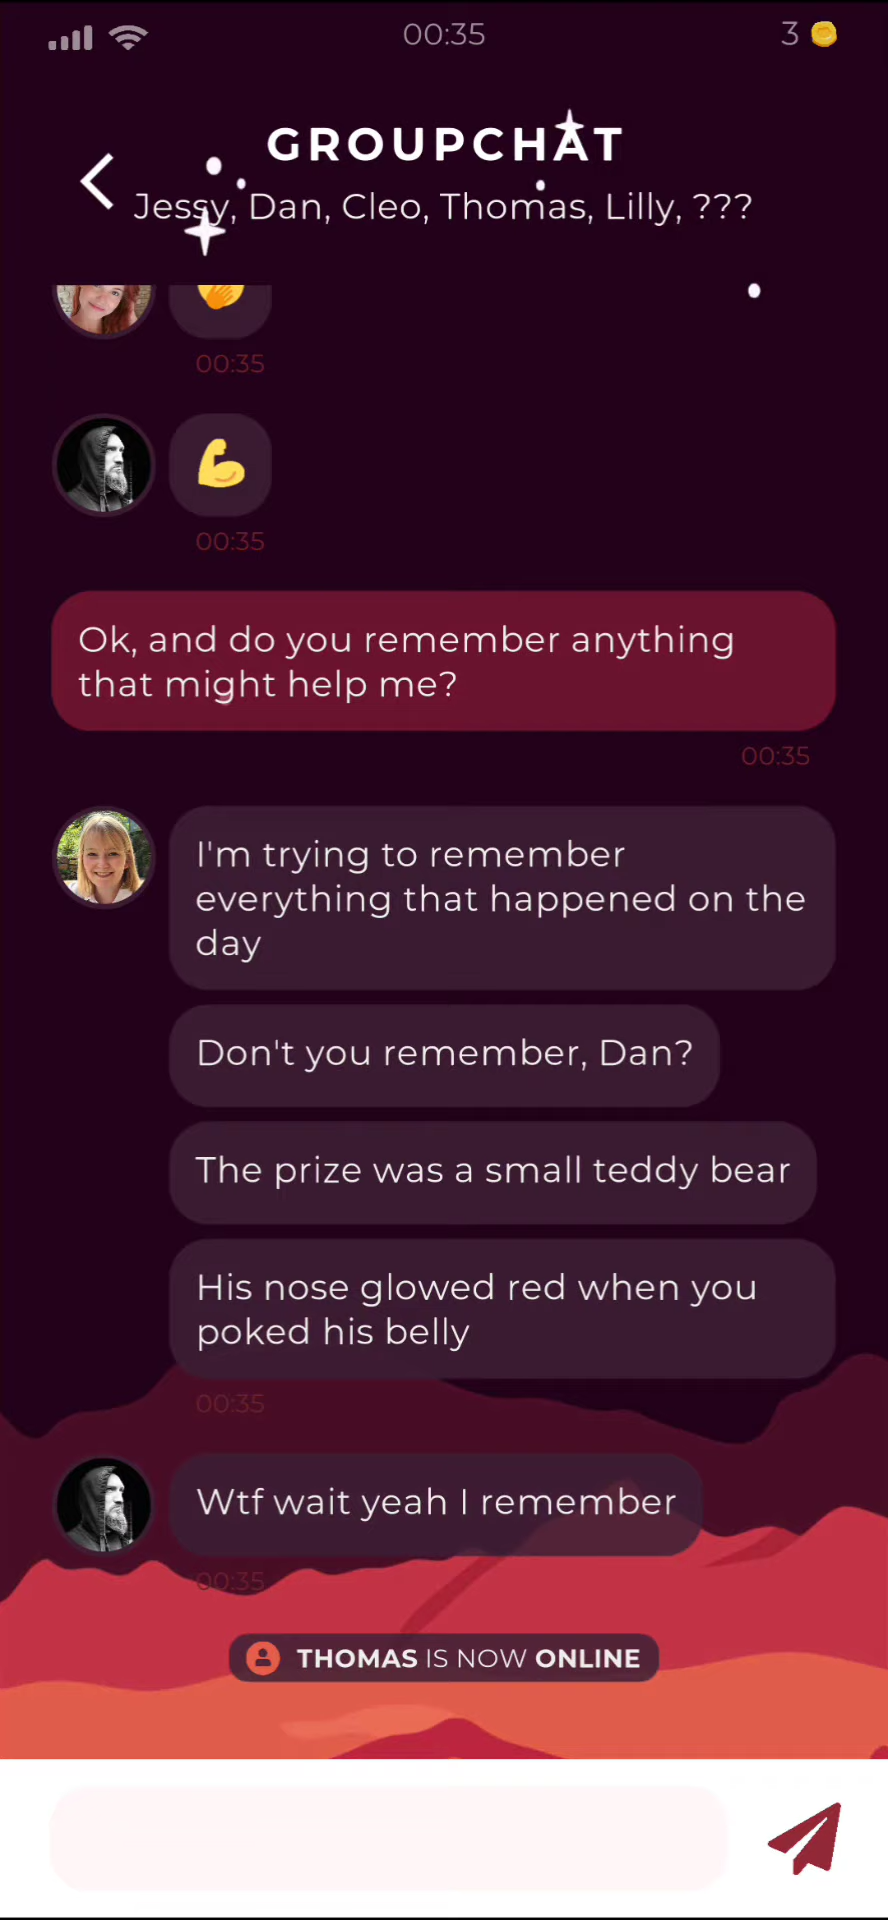 00:35
3
GROUPCHAT
Jessy, Dan, Cleo, Thomas, Lilly, ???
00:35
00:35
Ok, and do you remember anything
that might help me?
00:35
I'm trying to remember
everything that happened on the
day
Don't you remember, Dan?
The prize was a small teddy bear
His nose glowed red when you
poked his belly
00:35
Wtf wait yeah I remember
00:35
THOMAS IS NOW ONLINE